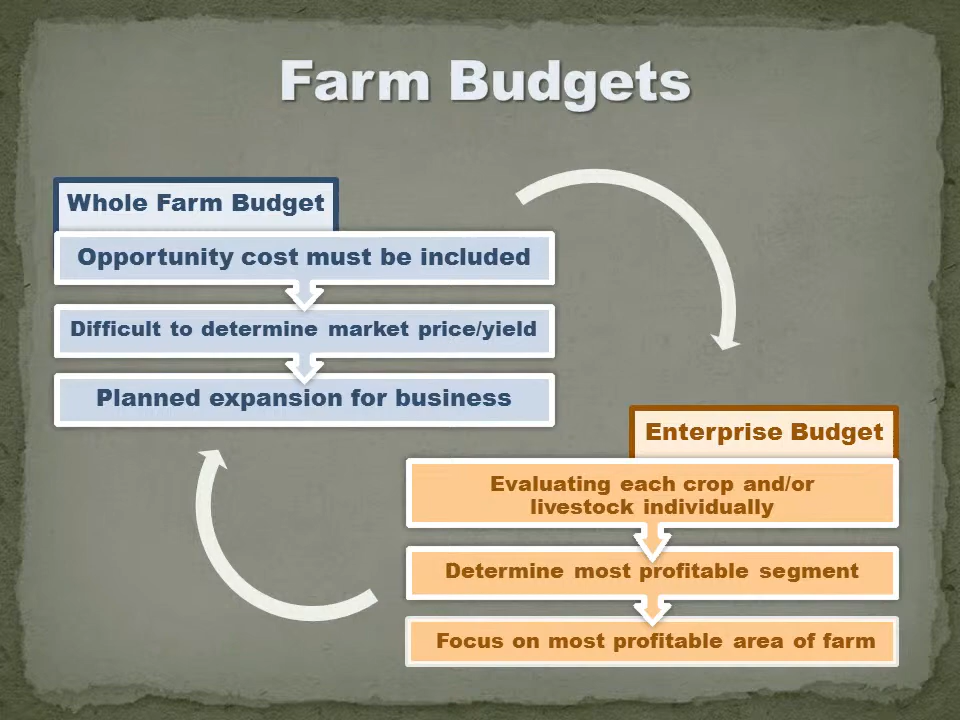 Farm Budgets
Whole Farm Budget
Opportunity cost must be included
Difficult to determine market price/yield
Planned expansion for business
Enterprise Budget
Evaluating each crop and/or
livestock individually
Determine most profitable segment
Focus on most profitable area of farm